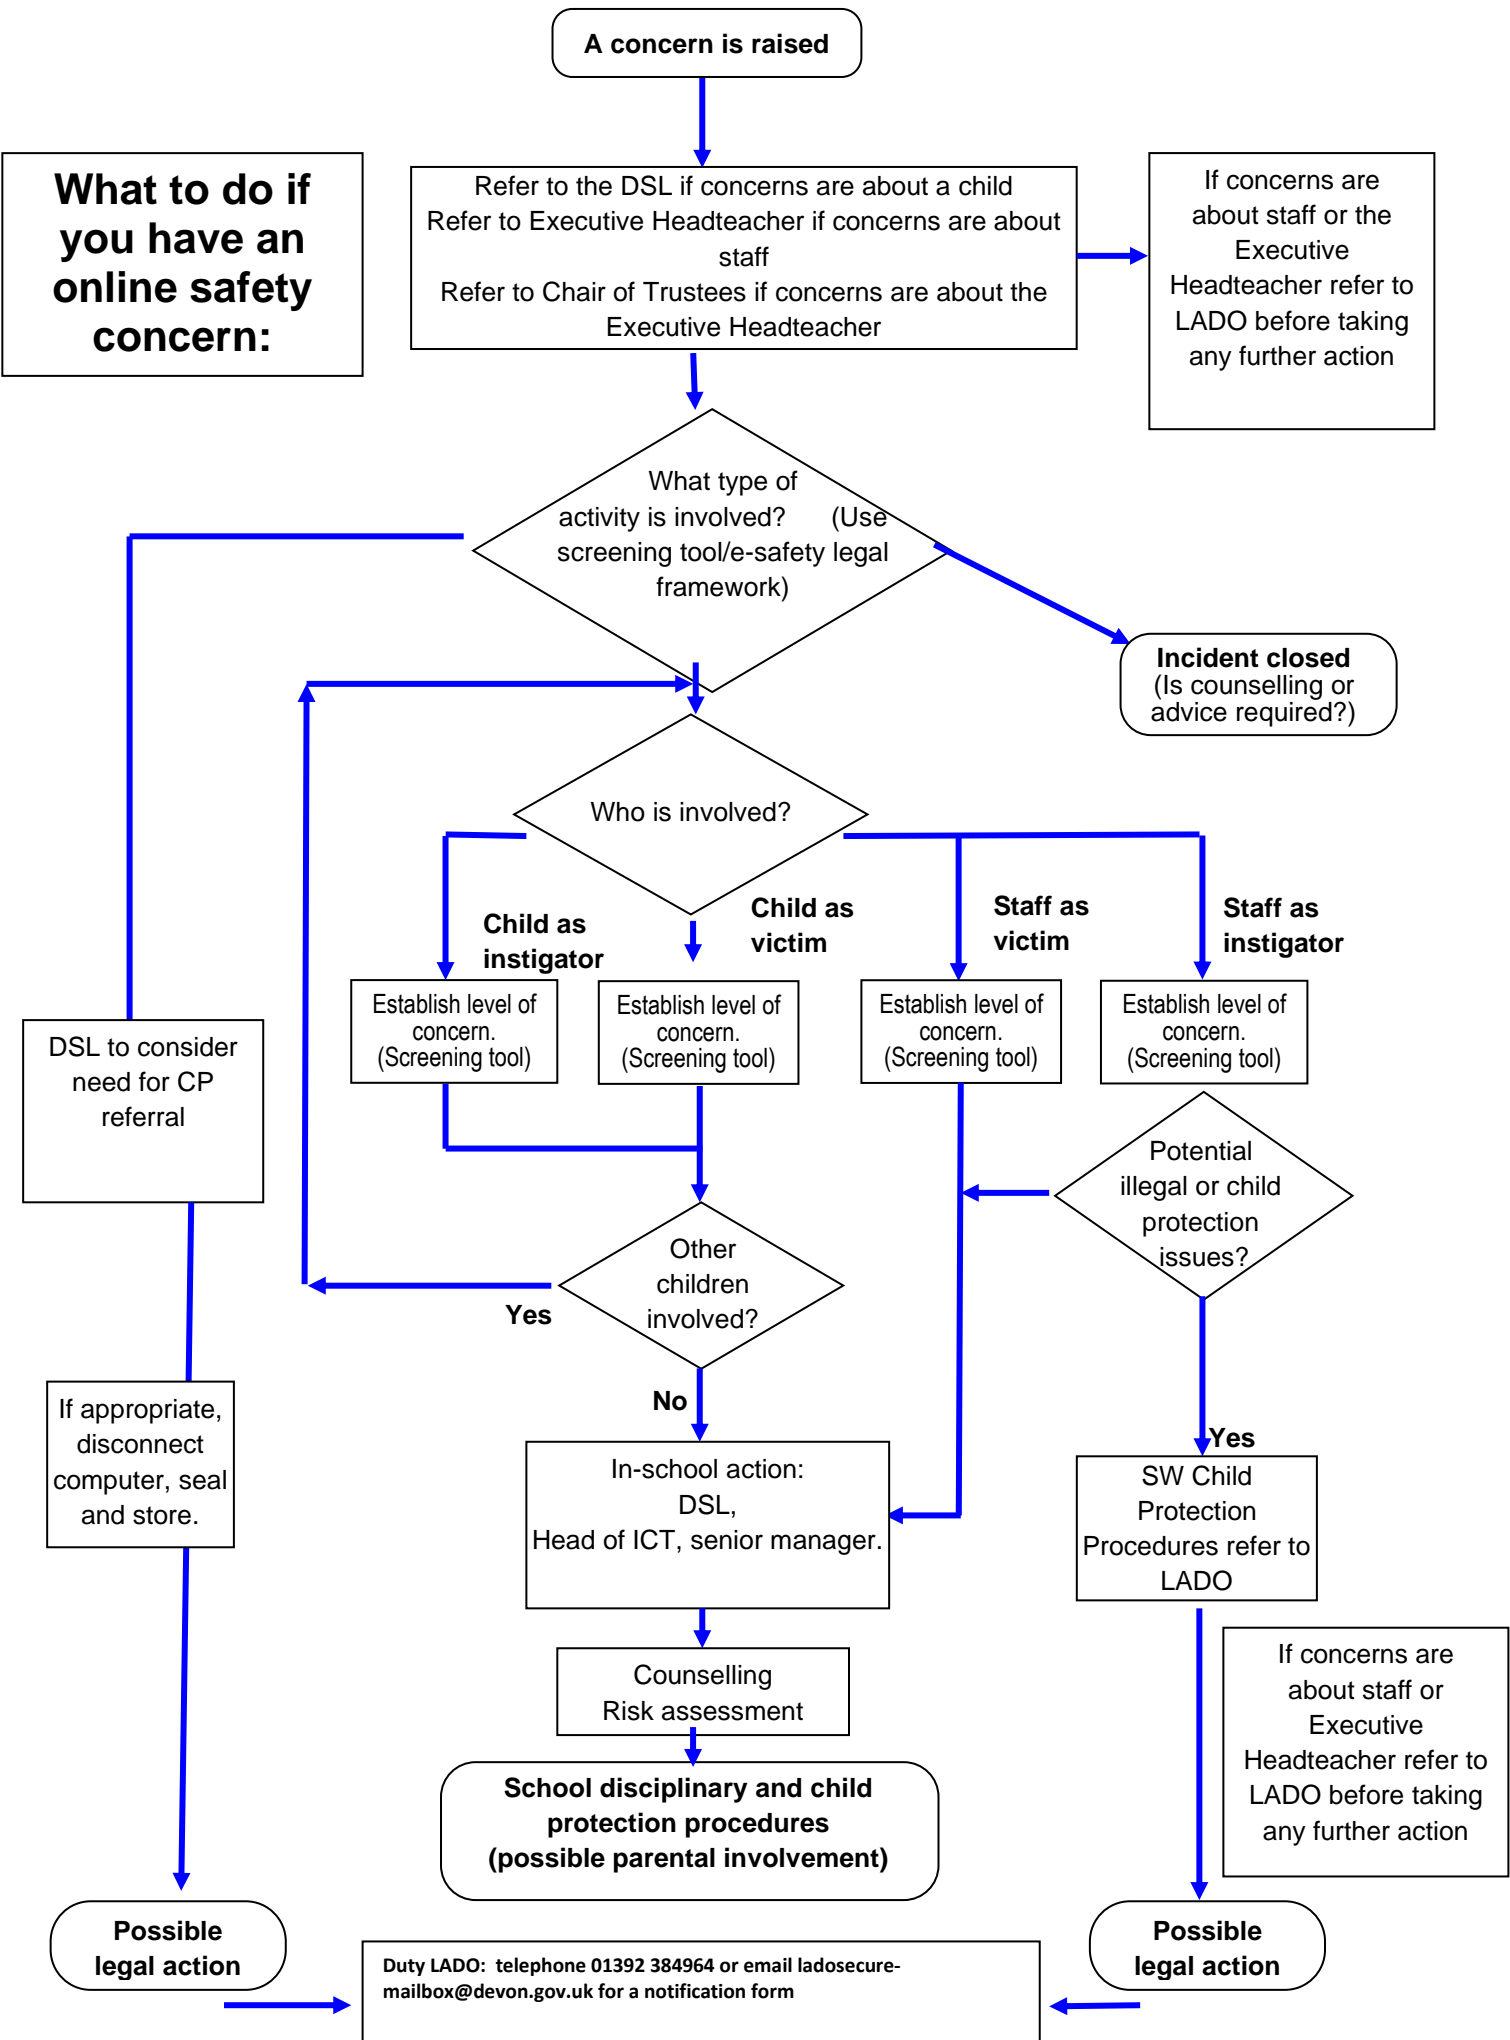 A concern is raised
What to do if
you have an
online safety
concern:
Refer to the DSL if concerns are about a child
Refer to Executive Headteacher if concerns are about
staff
Refer to Chair of Trustees if concerns are about the
Executive Headteacher
If concerns are
about staff or the
Executive
Headteacher refer to
LADO before taking
any further action
What type of
activity is involved? (Use
screening tool/e-safety legal
framework)
Incident closed
(Is counselling or
advice required?)
Who is involved?
Child as
instigator
Child as
victim
Staff as
victim
Staff as
instigator
Establish level of
concern.
(Screening tool)
Establish level of
concern.
(Screening tool)
Establish level of
concern.
(Screening tool)
Establish level of
concern.
(Screening tool)
DSL to consider
need for CP
referral
Potential
illegal or child
protection
issues?
Other
children
involved?
Yes
No
If appropriate,
disconnect
computer, seal
and store.
In-school action:
DSL,
Head of ICT, senior manager.
Yes
SW Child
Protection
Procedures refer to
LADO
Counselling
Risk assessment
If concerns are
about staff or
Executive
Headteacher refer to
LADO before taking
any further action
School disciplinary and child
protection procedures
(possible parental involvement)
Possible
legal action
Possible
legal action
Duty LADO: telephone 01392 384964 or email ladosecure-
mailbox@devon.gov.uk for a notification form